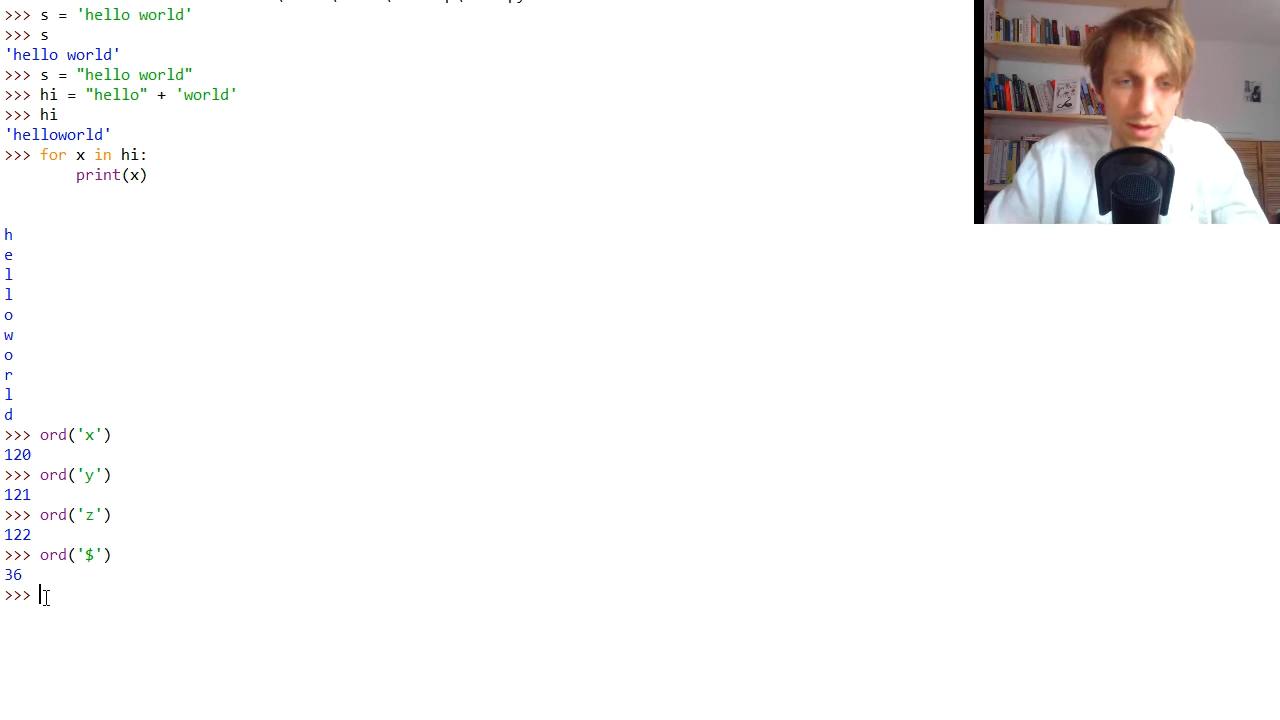 >>> s = 'hello world'
>>> s
'hello world'
>>> s = "hello world"
>>> hi = "hello" + 'world'
>>> hi
'helloworld'
>>> for x in hi:
        print(x)
h
e
l
l
o
w
o
r
l
d
>>> ord('x')
120
>>> ord('y')
121
>>> ord('z')
122
>>> ord('$')
36
>>>